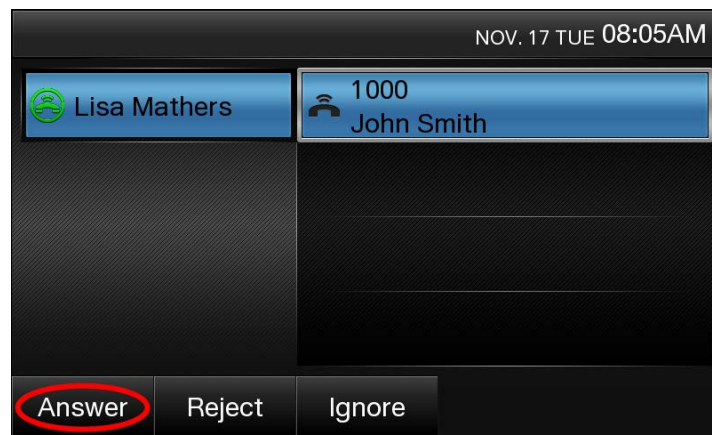 NOV. 17 TUE 08:05AM
Lisa Mathers
1000
John Smith
Answer Reject Ignore